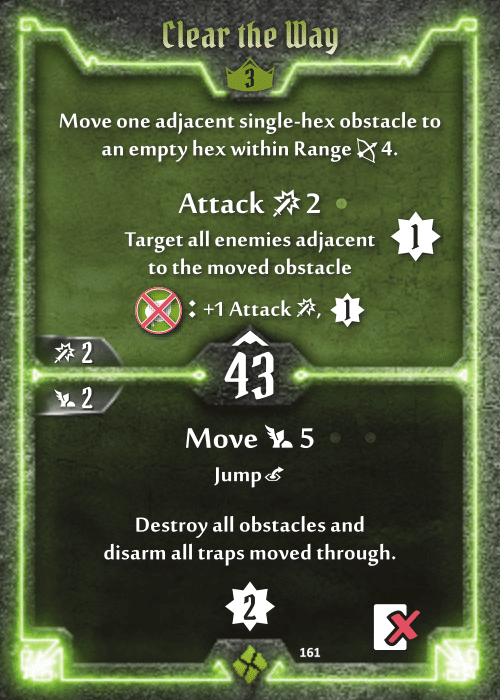 Clear the Way
3
Move one adjacent single-hex obstacle to
an empty hex within Range 4.
Attack 2
Target all enemies adjacent
to the moved obstacle
1
: +1 Attack , 1
2
43
2
Move 5
Jump
Destroy all obstacles and
disarm all traps moved through.
2
161